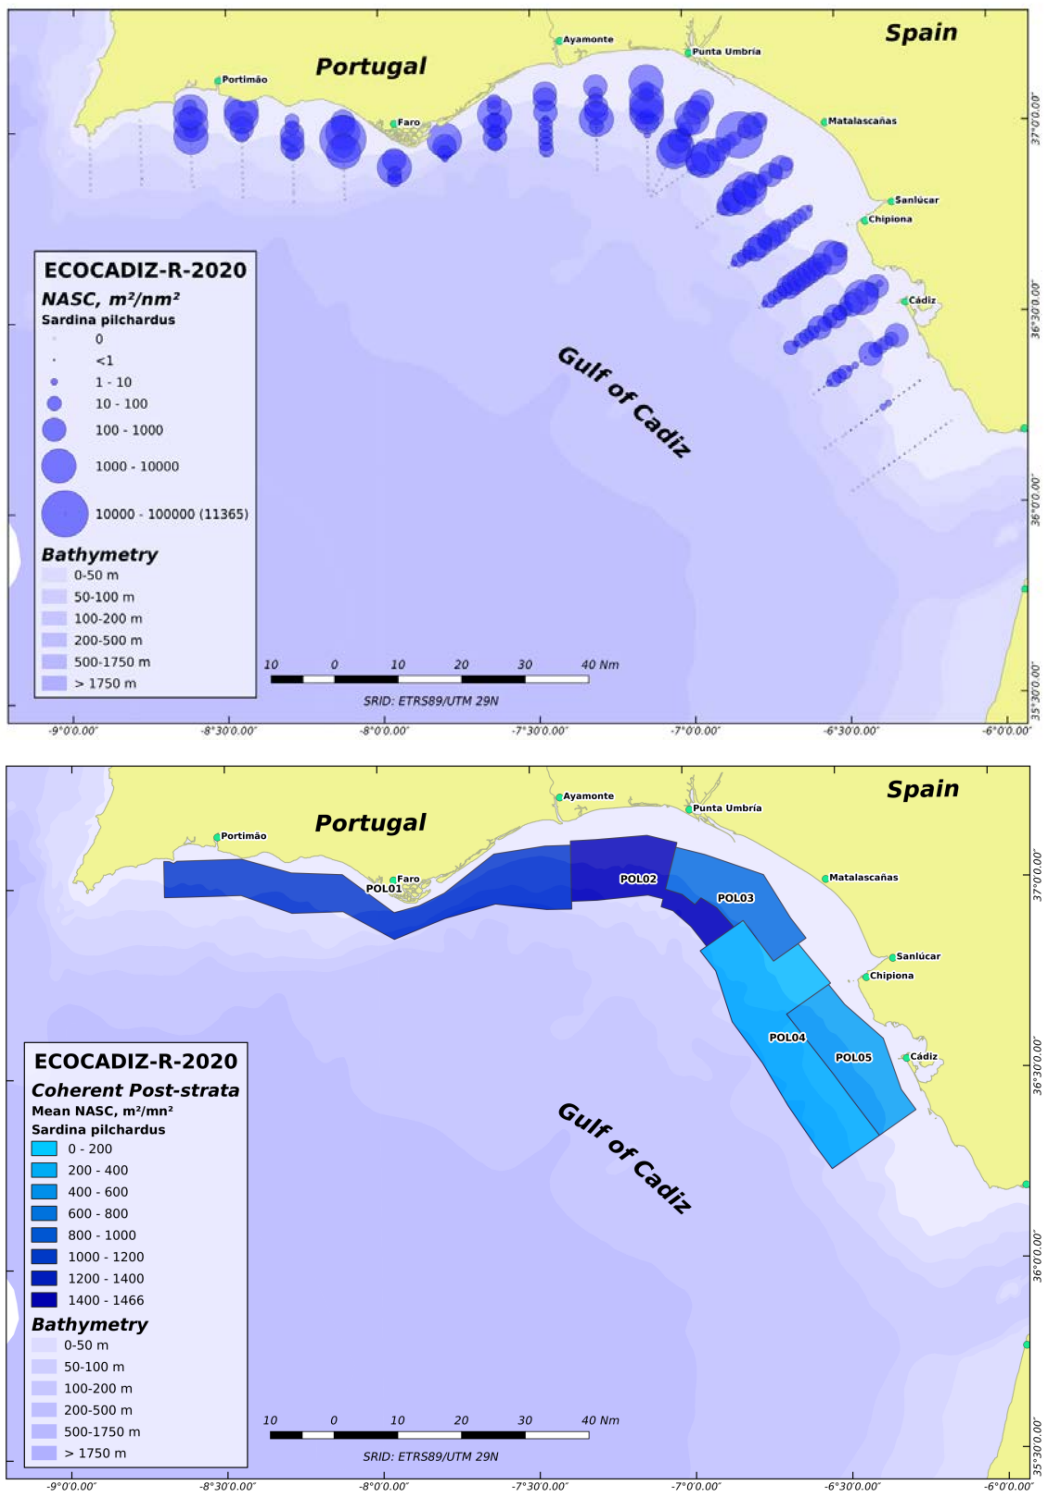 Spain
Portugal
Ayamonte
Punta Umbría
Portimão
Faro
Matalascañas
Sanlúcar
Chipiona
Cádiz
Gulf of Cadiz
ECOCADIZ-R-2020
NASC, m²/nm²
Sardina pilchardus
0
<1
1 - 10
10 - 100
100 - 1000
1000 - 10000
10000 - 100000 (11365)
Bathymetry
0-50 m
50-100 m
100-200 m
200-500 m
500-1750 m
> 1750 m
10 0 10 20 30 40 Nm
SRID: ETRS89/UTM 29N
37°0'0.00"
36°30'0.00"
36°0'0.00"
35°30'0.00"
-9°0'0.00" -8°30'0.00" -8°0'0.00" -7°30'0.00" -7°0'0.00" -6°30'0.00" -6°0'0.00"
Spain
Portugal
Ayamonte
Punta Umbría
Portimão
Faro
POL01
POL02
POL03
Matalascañas
Sanlúcar
Chipiona
POL04
POL05
Cádiz
Gulf of Cadiz
ECOCADIZ-R-2020
Coherent Post-strata
Mean NASC, m²/mn²
Sardina pilchardus
0 - 200
200 - 400
400 - 600
600 - 800
800 - 1000
1000 - 1200
1200 - 1400
1400 - 1466
Bathymetry
0-50 m
50-100 m
100-200 m
200-500 m
500-1750 m
> 1750 m
10 0 10 20 30 40 Nm
SRID: ETRS89/UTM 29N
37°0'0.00"
36°30'0.00"
36°0'0.00"
35°30'0.00"
-9°0'0.00" -8°30'0.00" -8°0'0.00" -7°30'0.00" -7°0'0.00" -6°30'0.00" -6°0'0.00"